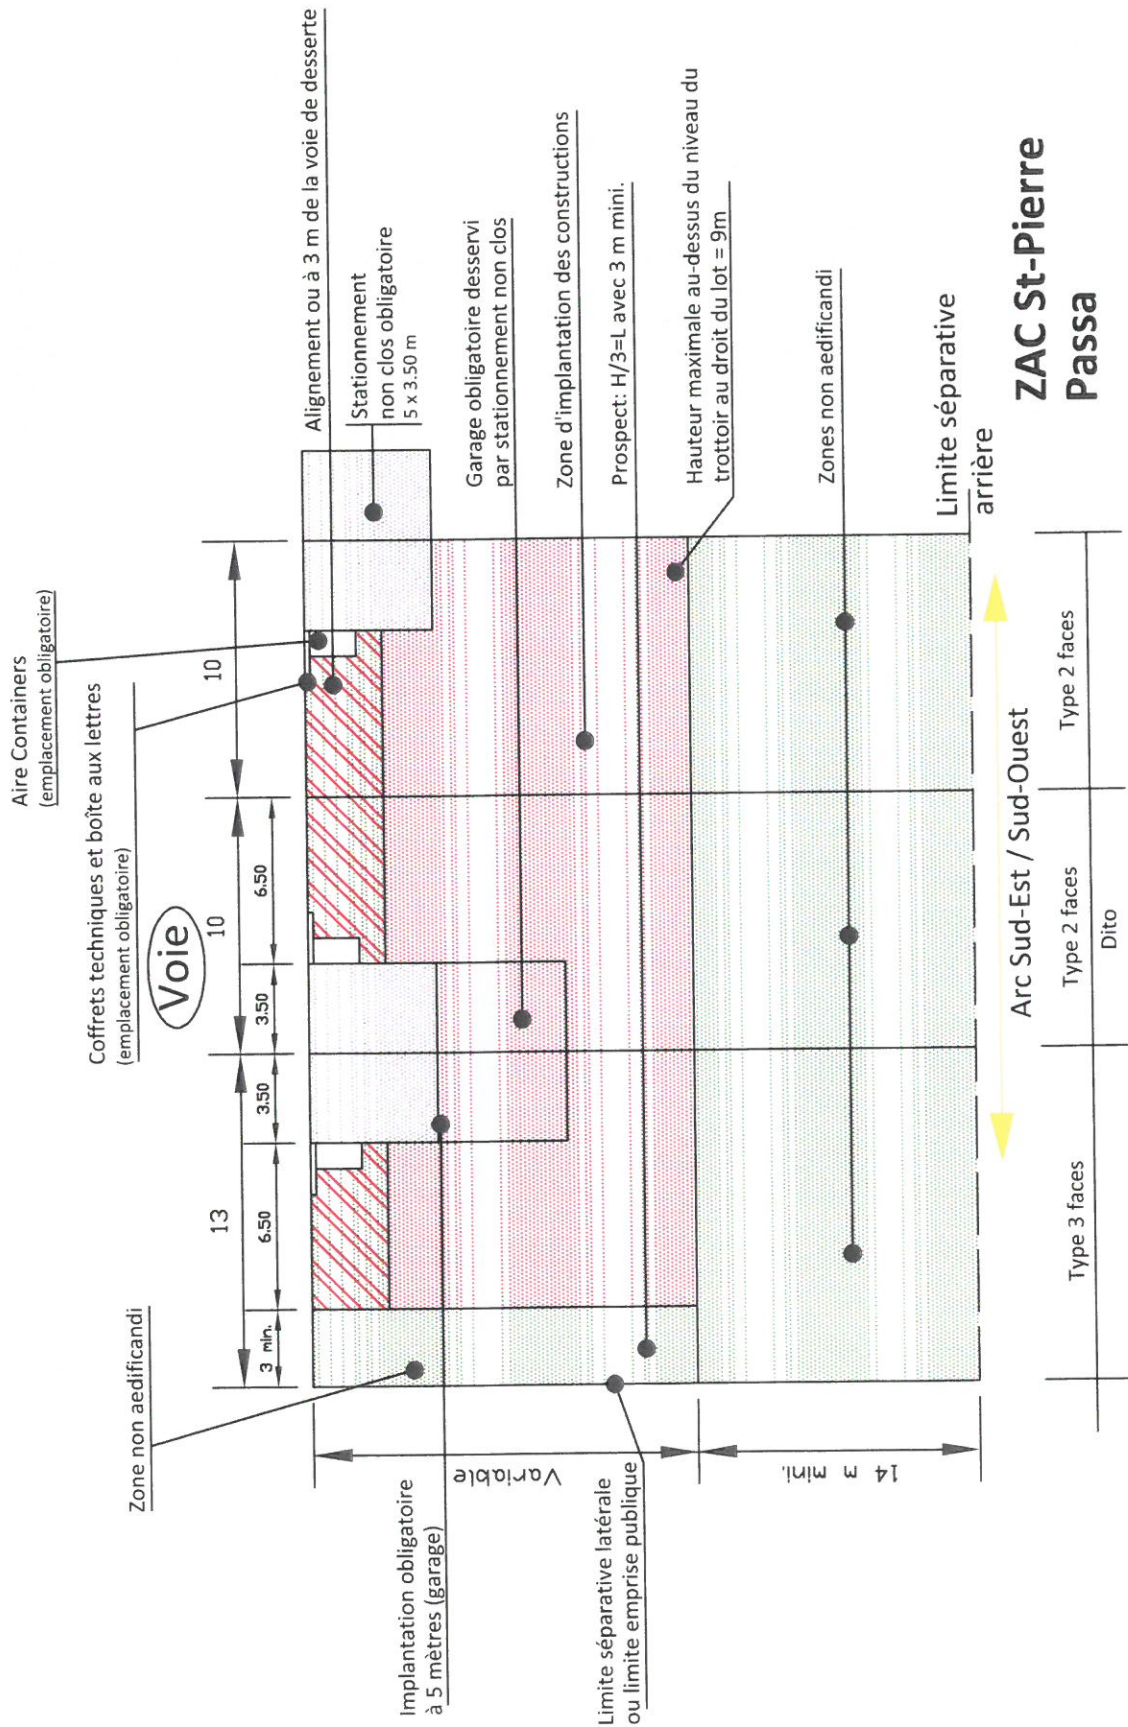 Aire Containers
(emplacement obligatoire)
Coffrets techniques et boîte aux lettres
(emplacement obligatoire)
Voie
Zone non aedificandi
13
10
10
3 min.
6.50
3.50
3.50
6.50
Alignement ou à 3 m de la voie de desserte
Stationnement
non clos obligatoire
5 x 3.50 m
Garage obligatoire desservi
par stationnement non clos
Zone d'implantation des constructions
Prospect: H/3=L avec 3 m mini.
Hauteur maximale au-dessus du niveau du
trottoir au droit du lot = 9m
Zones non aedificandi
Limite séparative
arrière
Implantation obligatoire
à 5 mètres (garage)
Limite séparative latérale
ou limite emprise publique
Variable
14 m mini.
Arc Sud-Est / Sud-Ouest
Type 3 faces
Type 2 faces
Type 2 faces
Dito
ZAC St-Pierre
Passa